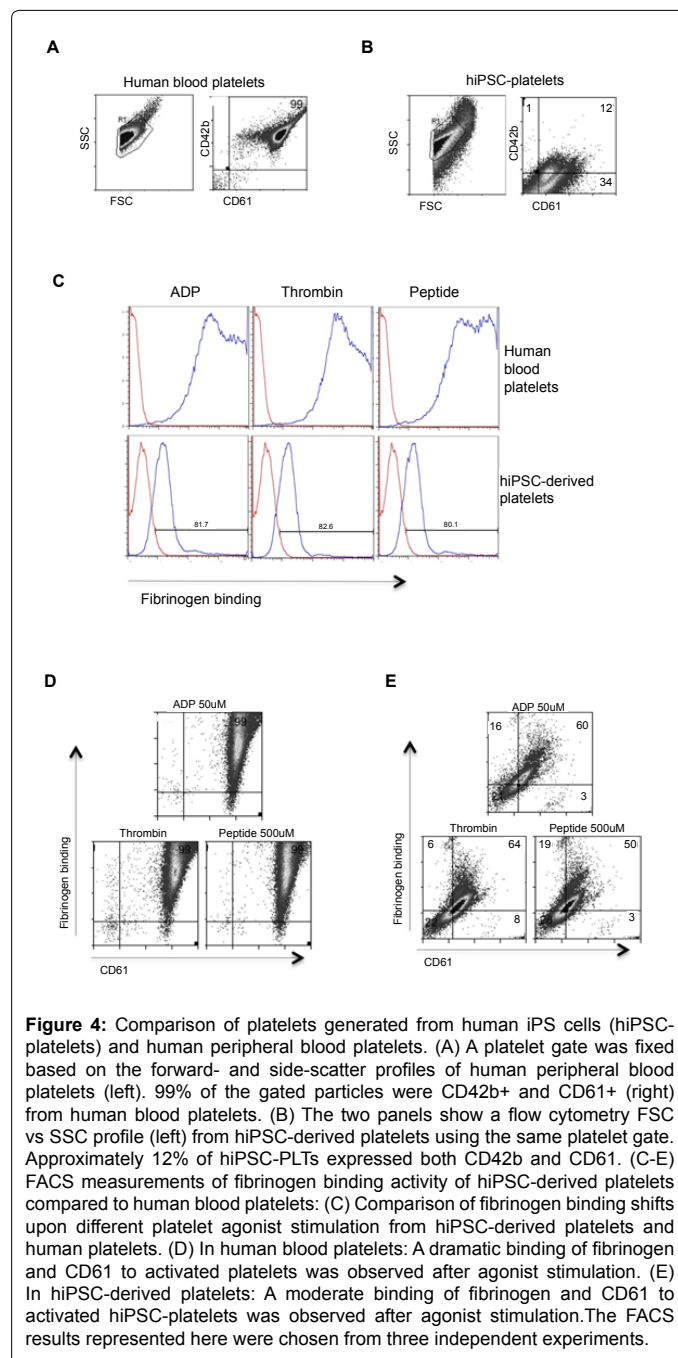 A
B
Human blood platelets
hiPSC-platelets
SSC
R1
FSC
CD42b
99
CD61
SSC
R1
FSC
CD42b
1
12
34
CD61
C
ADP
Thrombin
Peptide
Human
blood
platelets
hiPSC-derived
platelets
81.7
82.6
80.1
Fibrinogen binding
D
E
ADP 50uM
99
Thrombin
Peptide 500uM
99
99
Fibrinogen binding
CD61
ADP 50uM
16
60
3
Thrombin
Peptide 500uM
6
64
8
19
50
3
Fibrinogen binding
CD61
Figure 4: Comparison of platelets generated from human iPS cells (hiPSC-
platelets) and human peripheral blood platelets. (A) A platelet gate was fixed
based on the forward- and side-scatter profiles of human peripheral blood
platelets (left). 99% of the gated particles were CD42b+ and CD61+ (right)
from human blood platelets. (B) The two panels show a flow cytometry FSC
vs SSC profile (left) from hiPSC-derived platelets using the same platelet gate.
Approximately 12% of hiPSC-PLTs expressed both CD42b and CD61. (C-E)
FACS measurements of fibrinogen binding activity of hiPSC-derived platelets
compared to human blood platelets: (C) Comparison of fibrinogen binding shifts
upon different platelet agonist stimulation from hiPSC-derived platelets and
human platelets. (D) In human blood platelets: A dramatic binding of fibrinogen
and CD61 to activated platelets was observed after agonist stimulation. (E)
In hiPSC-derived platelets: A moderate binding of fibrinogen and CD61 to
activated hiPSC-platelets was observed after agonist stimulation.The FACS
results represented here were chosen from three independent experiments.